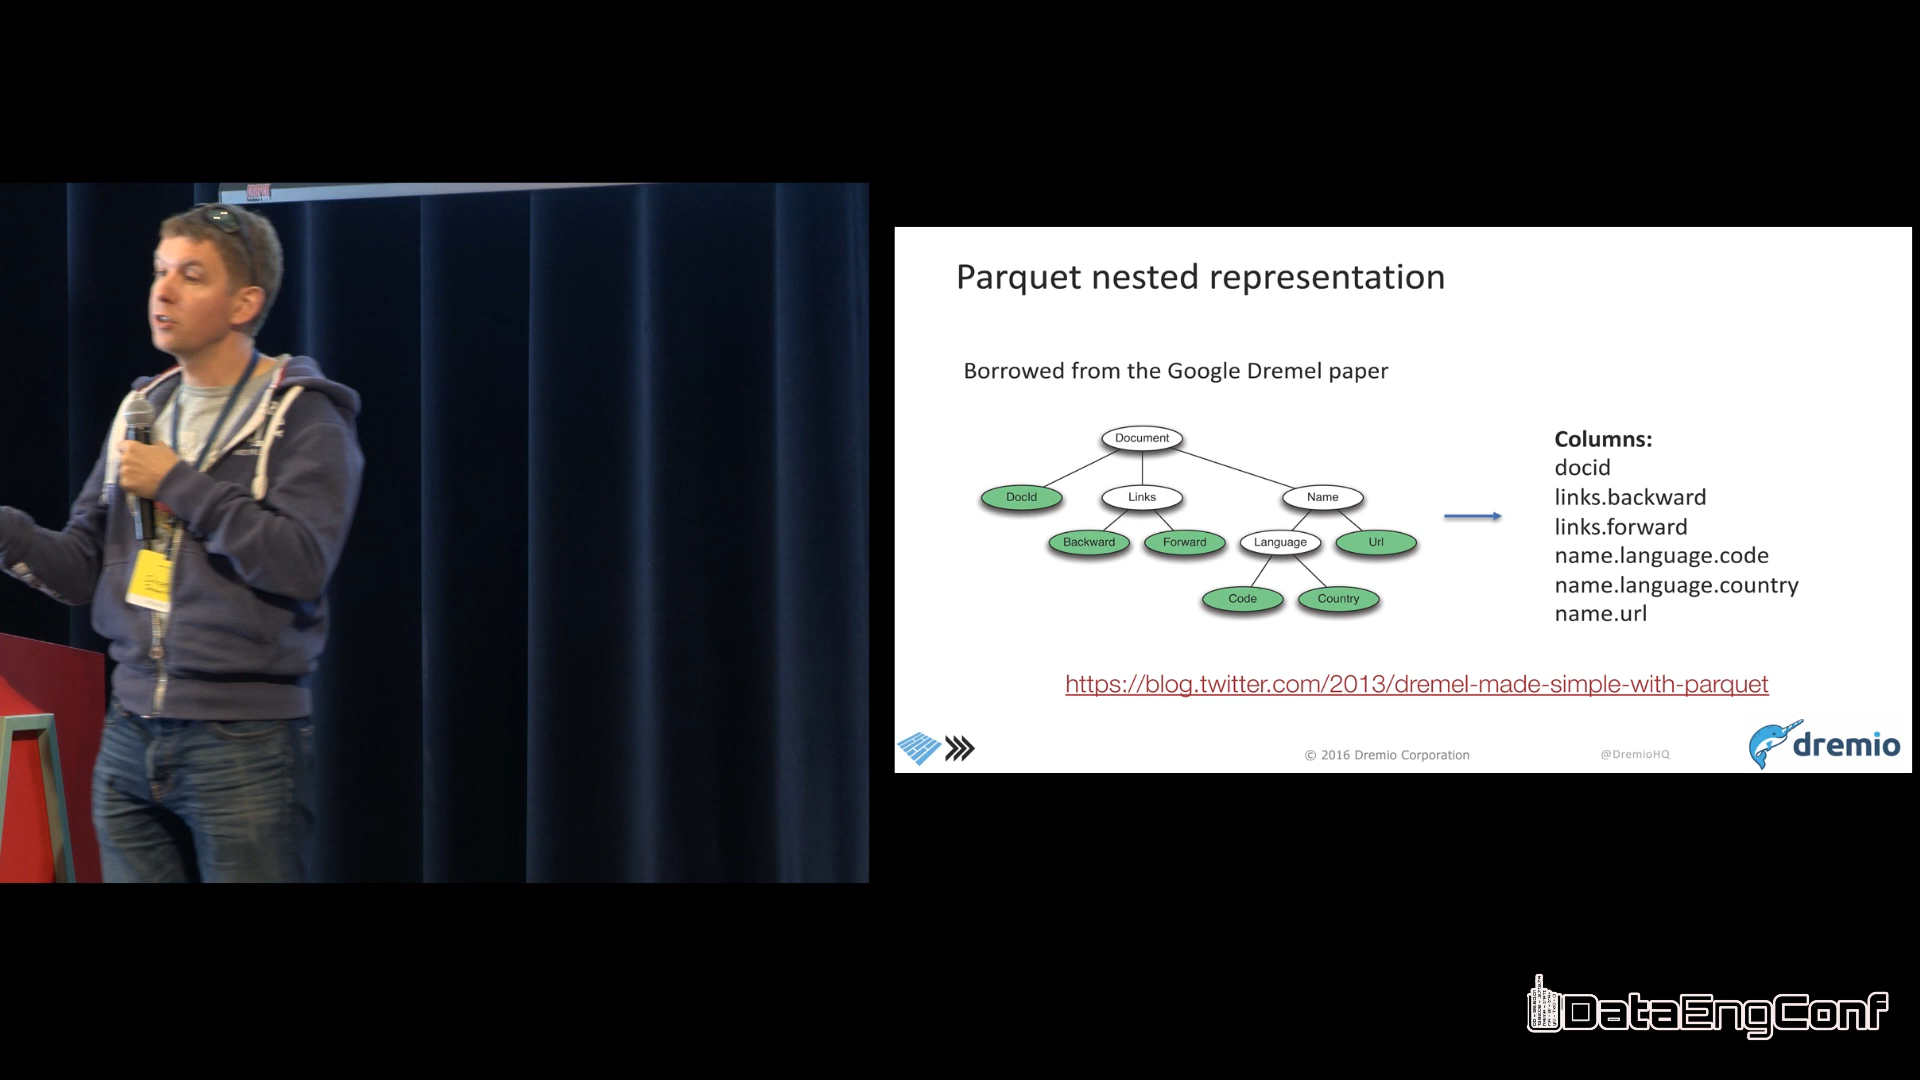 Parquet nested representation
Borrowed from the Google Dremel paper
Document
DocId
Links
Name
Backward
Forward
Language
Url
Code
Country
Columns:
docid
links.backward
links.forward
name.language.code
name.language.country
name.url
https://blog.twitter.com/2013/dremel-made-simple-with-parquet
© 2016 Dremio Corporation
@DremioHQ
dremio
DataEngConf